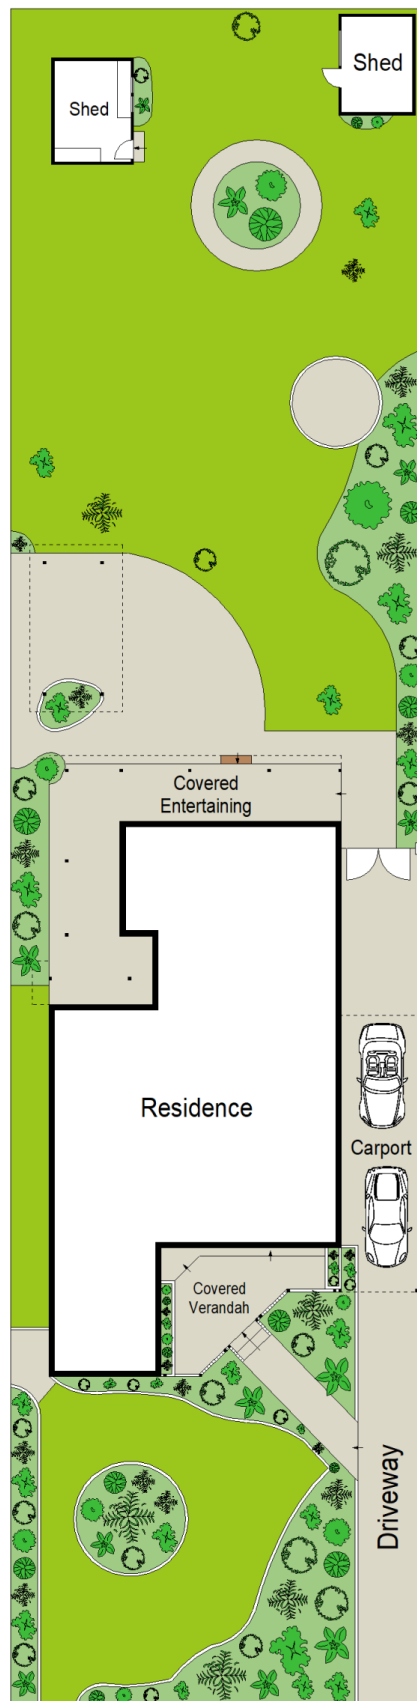 Shed
Shed
Covered
Entertaining
Residence
Carport
Covered
Verandah
Driveway